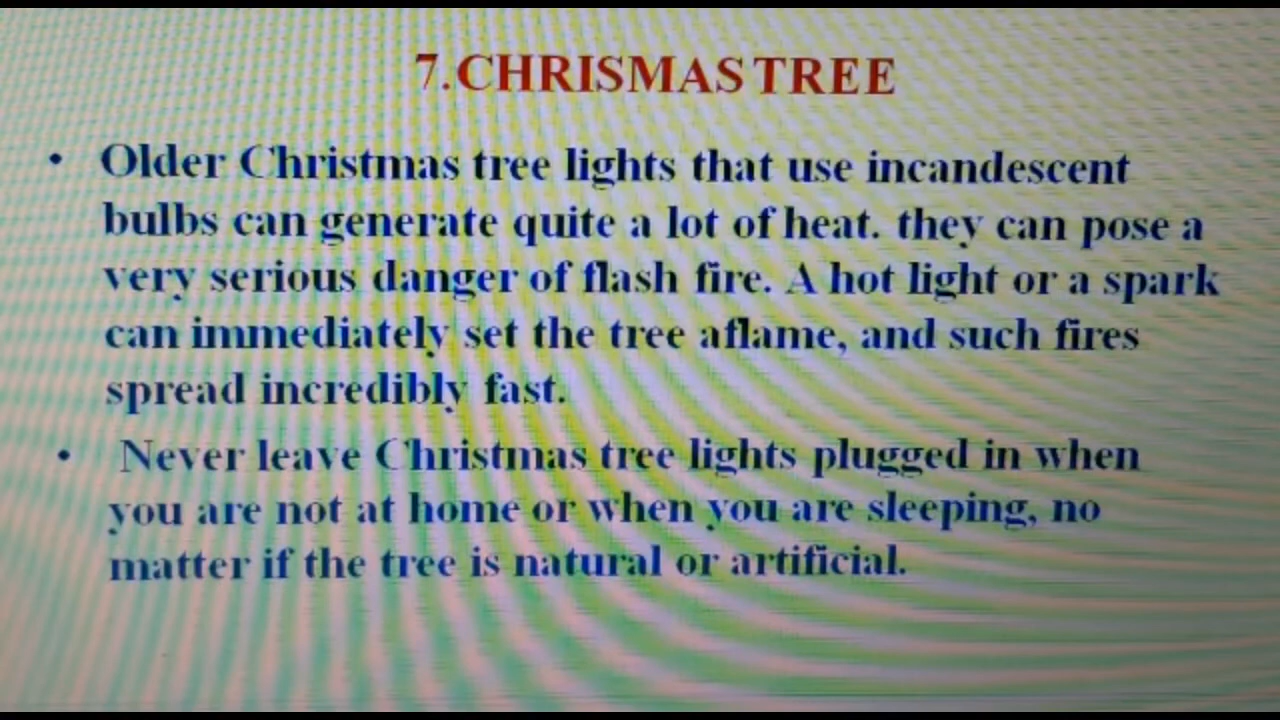 7.CHRISMAS TREE
• Older Christmas tree lights that use incandescent
bulbs can generate quite a lot of heat. they can pose a
very serious danger of flash fire. A hot light or a spark
can immediately set the tree aflame, and such fires
spread incredibly fast.
• Never leave Christmas tree lights plugged in when
you are not at home or when you are sleeping, no
matter if the tree is natural or artificial.